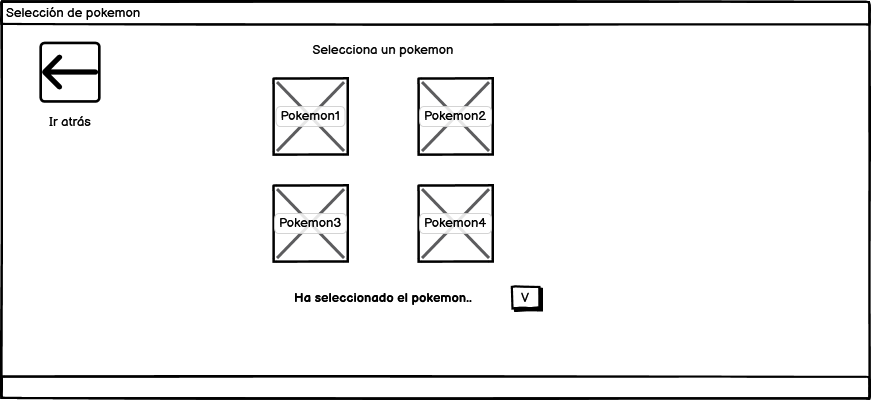 Selección de pokemon
Selecciona un pokemon
Ir atrás
Pokemon1
Pokemon2
Pokemon3
Pokemon4
Ha seleccionado el pokemon..
V